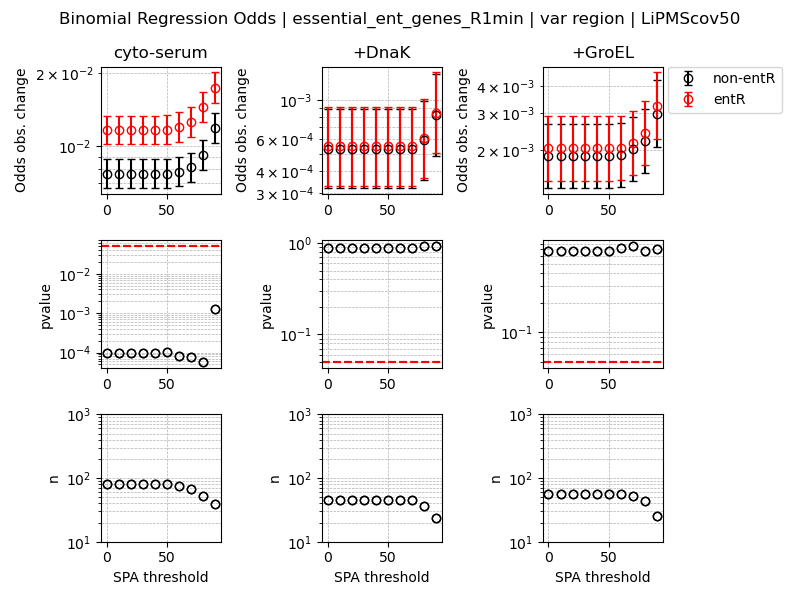 Binomial Regression Odds | essential_ent_genes_R1min | var region | LiPMScov50
cyto-serum
+DnaK
+GroEL
Odds obs. change
2 × 10⁻²
10⁻²
0
50
Odds obs. change
10⁻³
6 × 10⁻⁴
4 × 10⁻⁴
3 × 10⁻⁴
0
50
Odds obs. change
4 × 10⁻³
3 × 10⁻³
2 × 10⁻³
0
50
non-entR
entR
pvalue
10⁻²
10⁻³
10⁻⁴
0
50
pvalue
10⁰
10⁻¹
0
50
pvalue
10⁻¹
0
50
n
10³
10²
10¹
0
50
SPA threshold
n
10³
10²
10¹
0
50
SPA threshold
n
10³
10²
10¹
0
50
SPA threshold